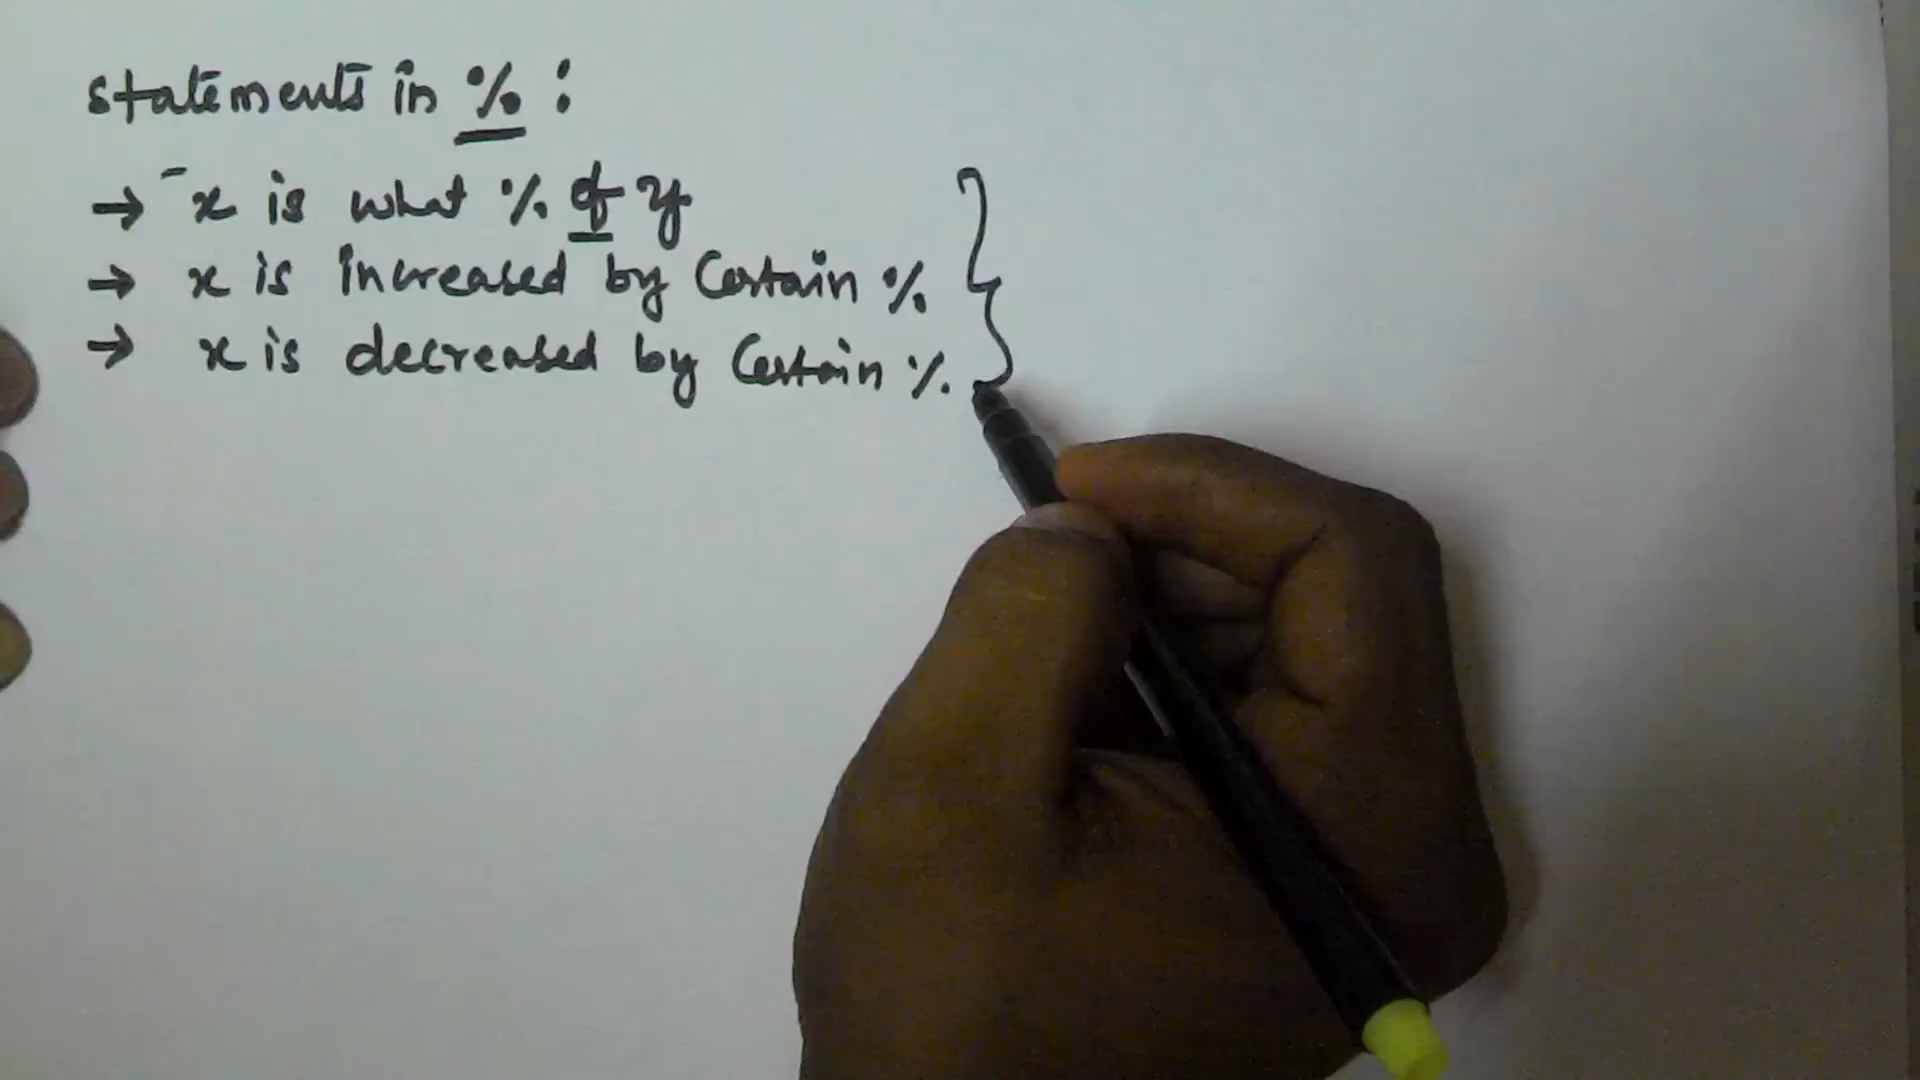 statements in % :
→ x is what % of y
→ x is increased by Certain %
→ x is decreased by Certain %.